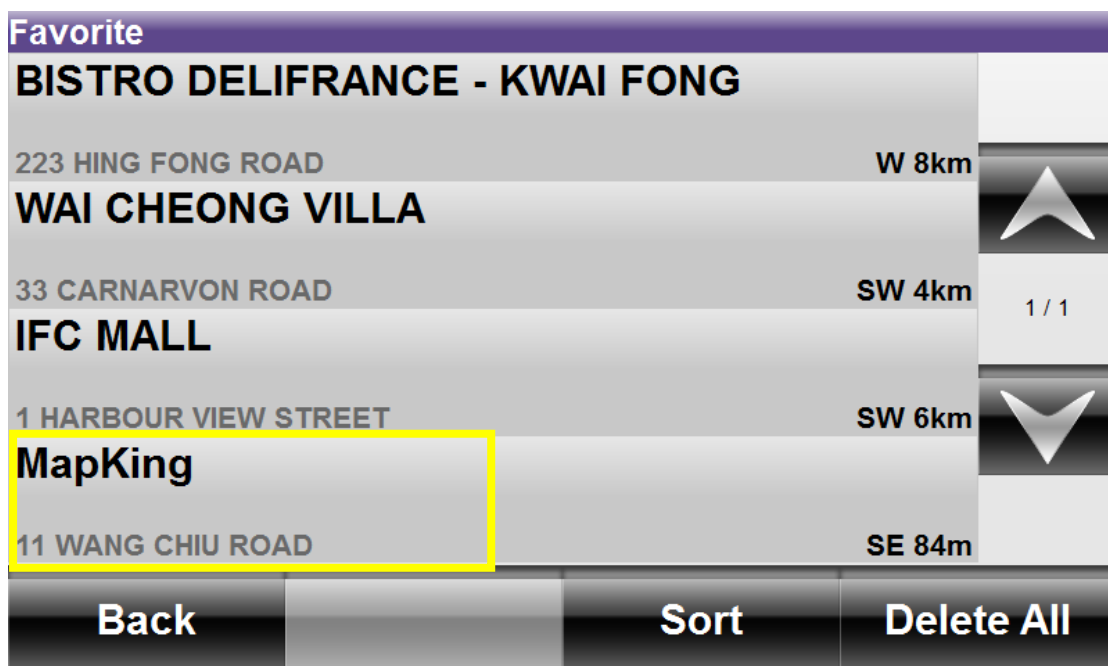 Favorite
BISTRO DELIFRANCE - KWAI FONG
223 HING FONG ROAD W 8km
WAI CHEONG VILLA
33 CARNARVON ROAD SW 4km
1 / 1
IFC MALL
1 HARBOUR VIEW STREET SW 6km
MapKing
11 WANG CHIU ROAD SE 84m
Back Sort Delete All